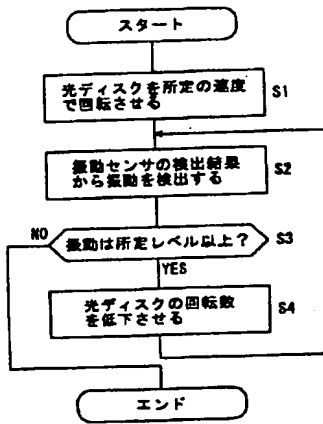 スタート
光ディスクを所定の速度
で回転させる
S1
振動センサの検出結果
から振動を検出する
S2
振動は所定レベル以上?
S3
NO
YES
光ディスクの回転数
を低下させる
S4
エンド